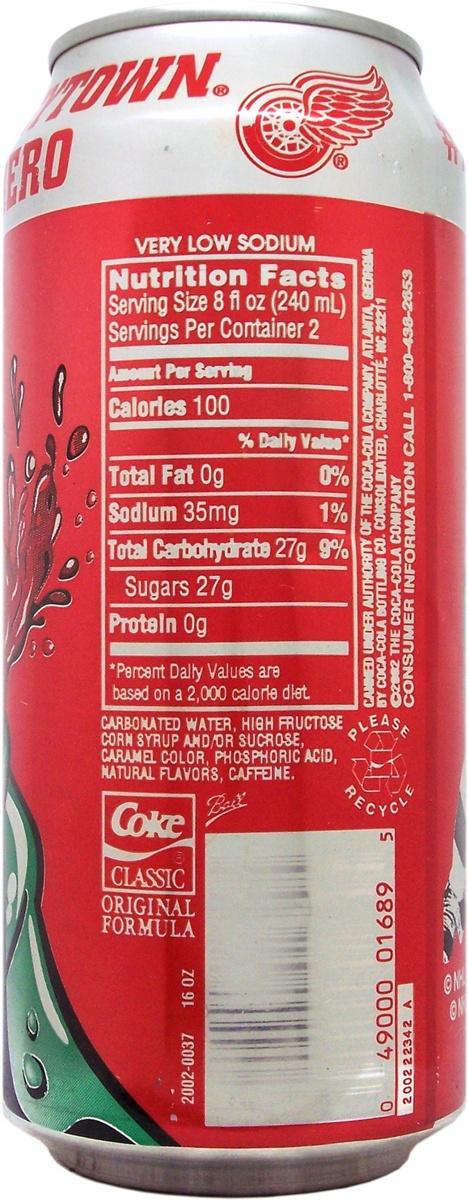 YTOWN.®
ERO
®
VERY LOW SODIUM
Nutrition Facts
Serving Size 8 fl oz (240 mL)
Servings Per Container 2
Amount Per Serving
Calories 100
% Daily Value*
Total Fat 0g 0%
Sodium 35mg 1%
Total Carbohydrate 27g 9%
Sugars 27g
Protein 0g
*Percent Daily Values are
based on a 2,000 calorie diet.
CANNED UNDER AUTHORITY OF THE COCA-COLA COMPANY, ATLANTA, GEORGIA
BY COCA-COLA BOTTLING CO. CONSOLIDATED, CHARLOTTE, NC 28211
©2002 THE COCA-COLA COMPANY
CONSUMER INFORMATION CALL 1-800-438-2653
CARBONATED WATER, HIGH FRUCTOSE
CORN SYRUP AND/OR SUCROSE,
CARAMEL COLOR, PHOSPHORIC ACID,
NATURAL FLAVORS, CAFFEINE.
PLEASE
RECYCLE
Coke
®
CLASSIC
ORIGINAL
FORMULA
Ball
2002-0037 16 OZ
0 49000 01689 5
200222342 A
© NHL
© N